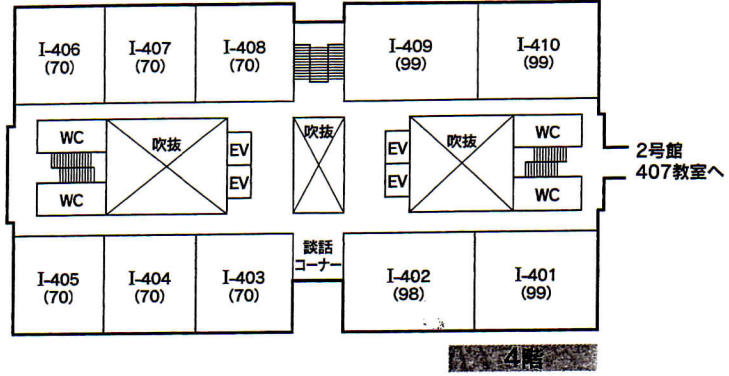 I-406
(70)
I-407
(70)
I-408
(70)
I-409
(99)
I-410
(99)
WC
吹抜
EV
吹抜
EV
吹抜
WC
2号館
407教室へ
WC
EV
EV
WC
I-405
(70)
I-404
(70)
I-403
(70)
談話
コーナー
I-402
(98)
I-401
(99)
4階